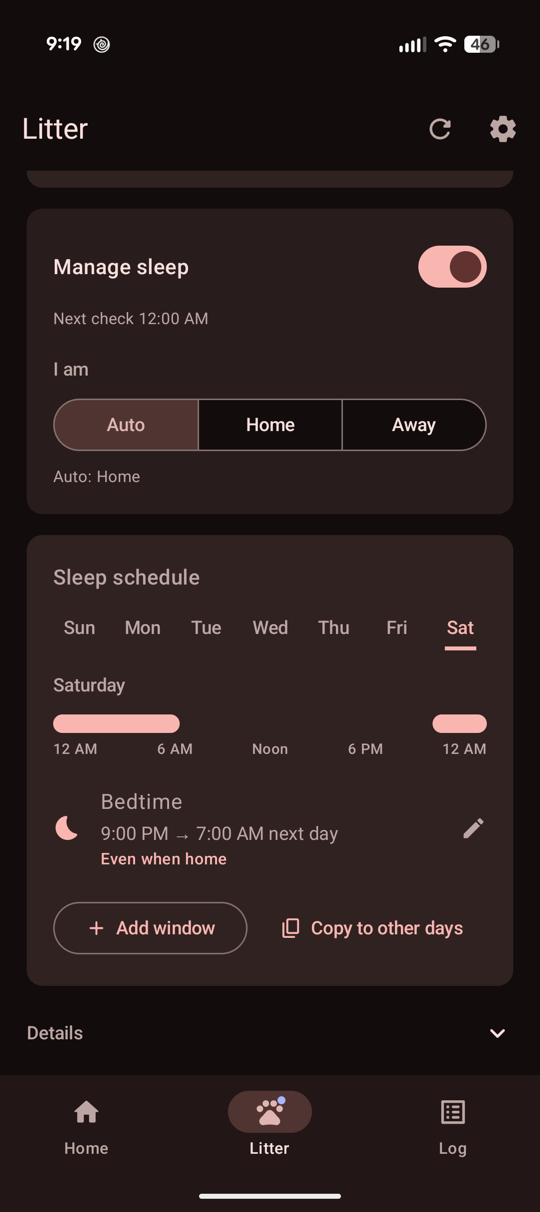 9:19
46
Litter
Manage sleep
Next check 12:00 AM
I am
Auto Home Away
Auto: Home
Sleep schedule
Sun Mon Tue Wed Thu Fri Sat
Saturday
12 AM 6 AM Noon 6 PM 12 AM
Bedtime
9:00 PM → 7:00 AM next day
Even when home
+ Add window Copy to other days
Details
Home Litter Log